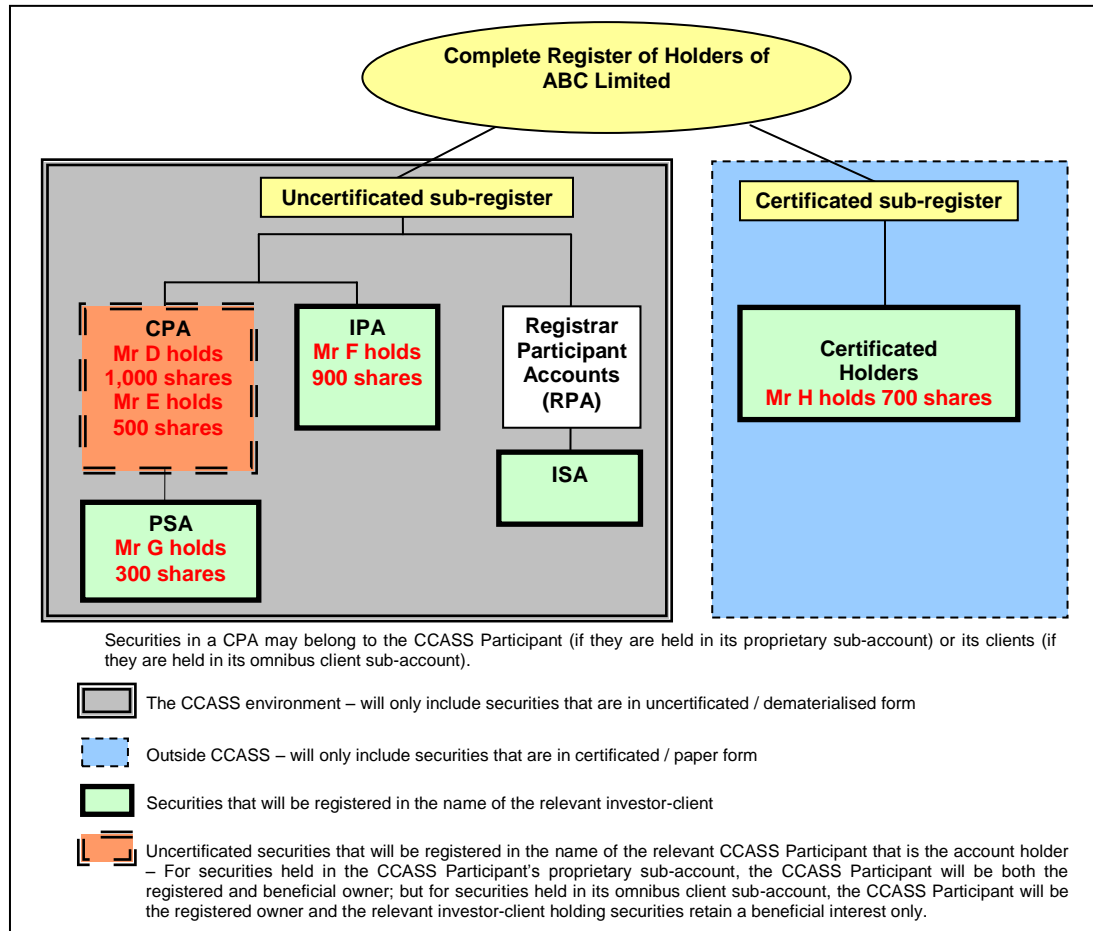 Complete Register of Holders of
ABC Limited
Uncertificated sub-register
Certificated sub-register
CPA
Mr D holds
1,000 shares
Mr E holds
500 shares
IPA
Mr F holds
900 shares
Registrar
Participant
Accounts
(RPA)
Certificated
Holders
Mr H holds 700 shares
ISA
PSA
Mr G holds
300 shares
Securities in a CPA may belong to the CCASS Participant (if they are held in its proprietary sub-account) or its clients (if
they are held in its omnibus client sub-account).
The CCASS environment – will only include securities that are in uncertificated / dematerialised form
Outside CCASS – will only include securities that are in certificated / paper form
Securities that will be registered in the name of the relevant investor-client
Uncertificated securities that will be registered in the name of the relevant CCASS Participant that is the account holder
– For securities held in the CCASS Participant's proprietary sub-account, the CCASS Participant will be both the
registered and beneficial owner; but for securities held in its omnibus client sub-account, the CCASS Participant will be
the registered owner and the relevant investor-client holding securities retain a beneficial interest only.